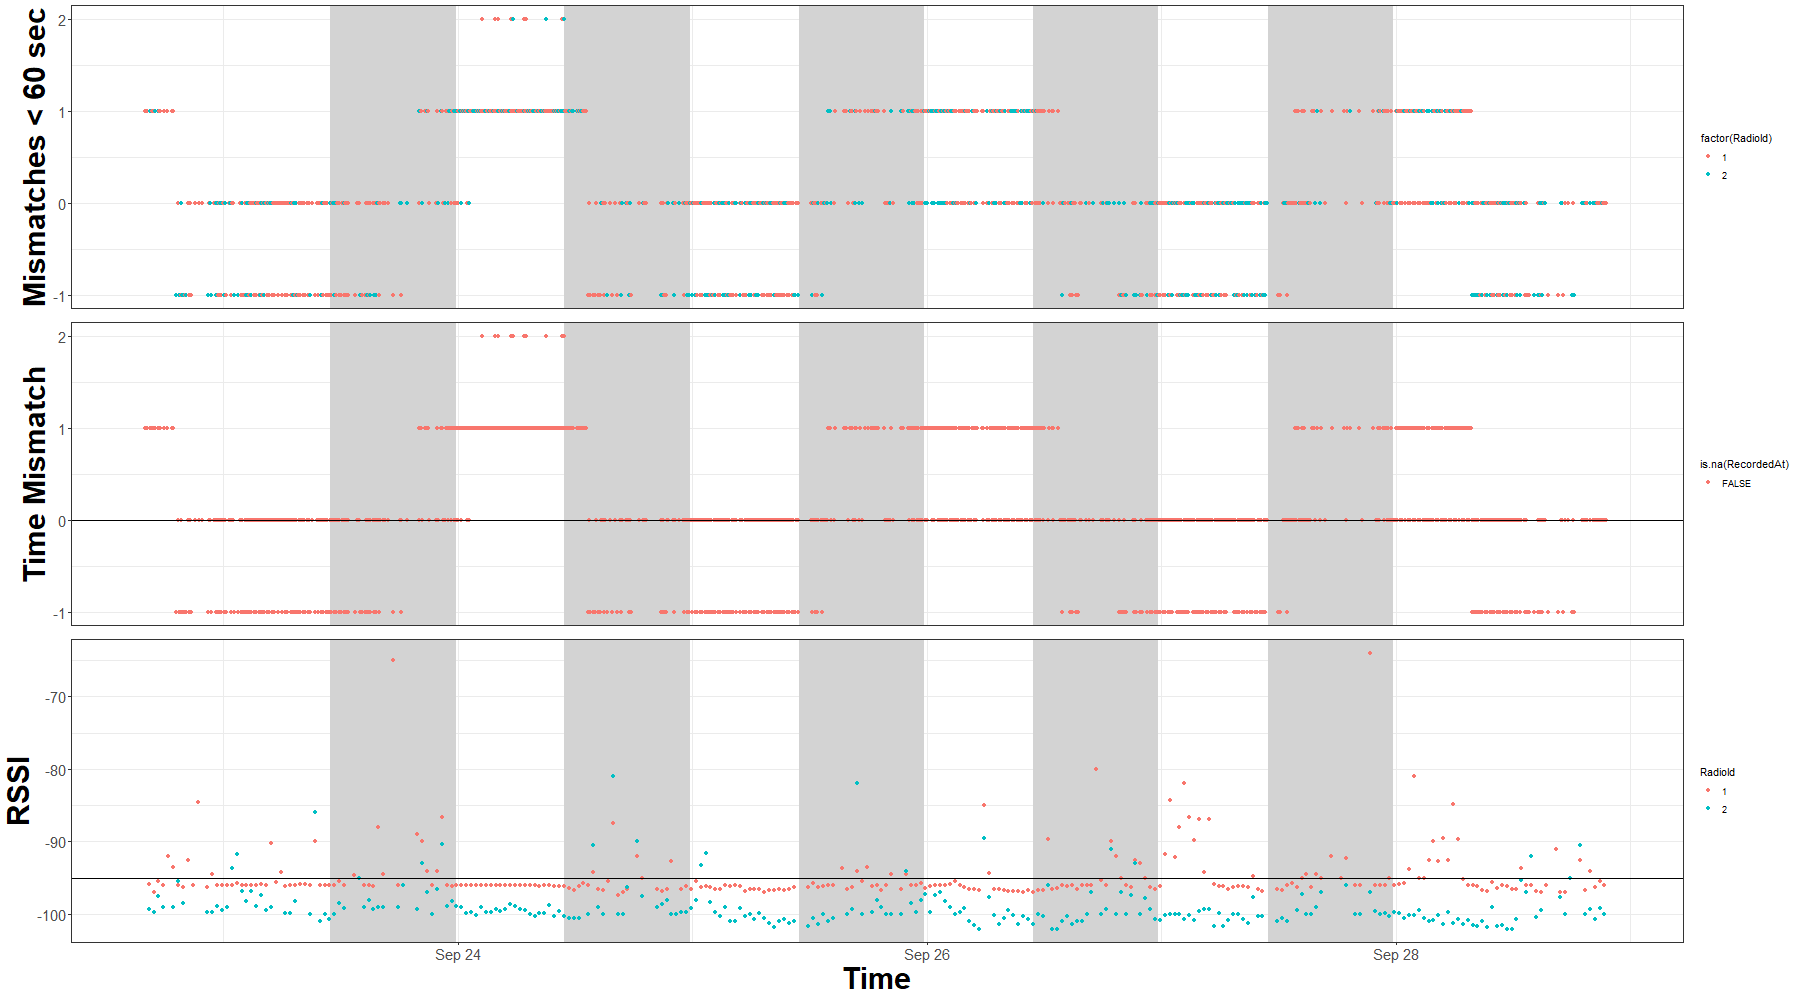 Mismatches < 60 sec
2
1
0
-1
factor(RadioId)
1
2
Time Mismatch
2
1
0
-1
is.na(RecordedAt)
FALSE
RSSI
-70
-80
-90
-100
RadioId
1
2
Sep 24
Sep 26
Sep 28
Time